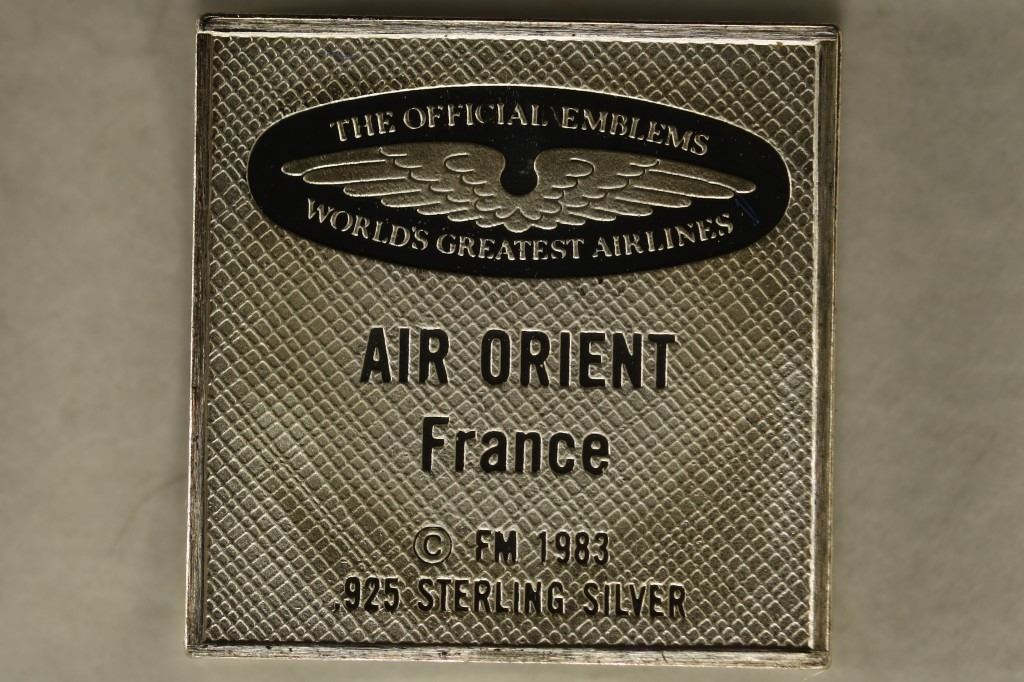 THE OFFICIAL EMBLEMS
WORLD'S GREATEST AIRLINES
AIR ORIENT
France
© FM 1983
.925 STERLING SILVER